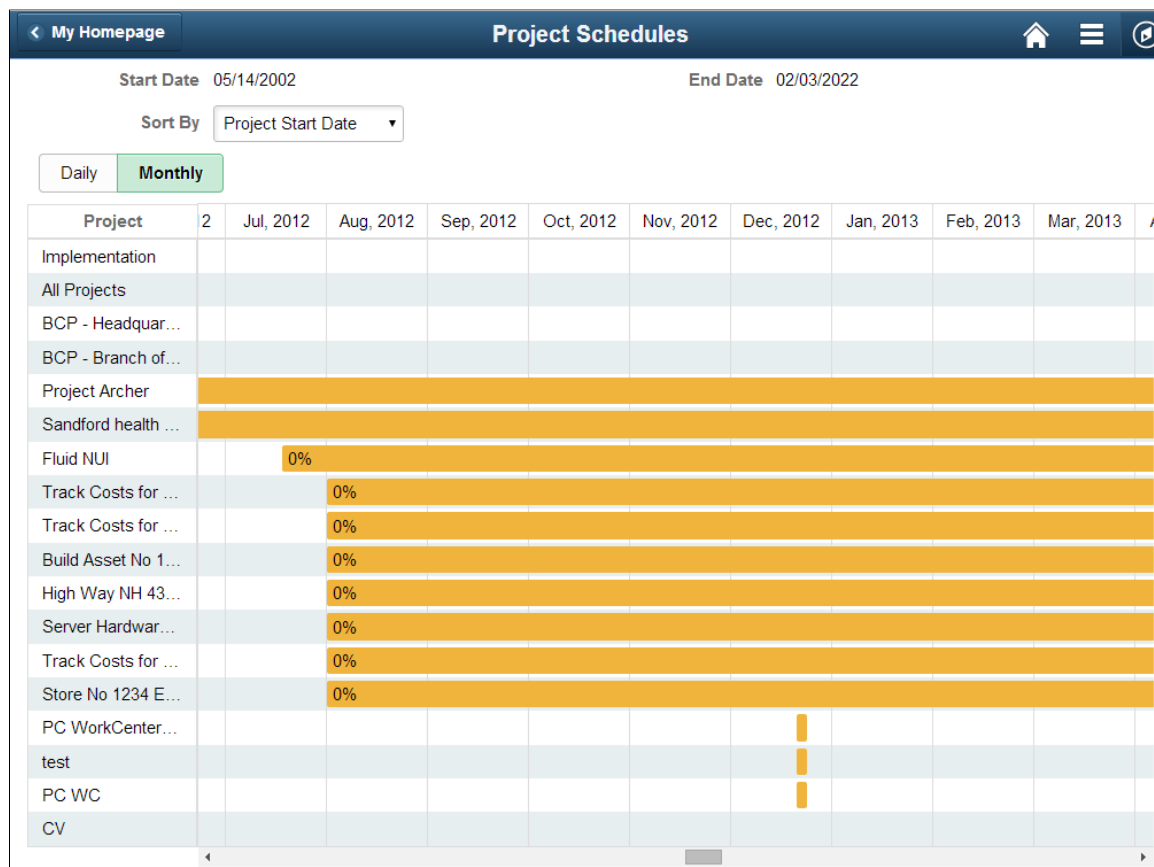 My Homepage
Project Schedules
Start Date 05/14/2002
End Date 02/03/2022
Sort By Project Start Date
Daily Monthly
Project 2 Jul, 2012 Aug, 2012 Sep, 2012 Oct, 2012 Nov, 2012 Dec, 2012 Jan, 2013 Feb, 2013 Mar, 2013
Implementation
All Projects
BCP - Headquar...
BCP - Branch of...
Project Archer
Sandford health ...
Fluid NUI 0%
Track Costs for ... 0%
Track Costs for ... 0%
Build Asset No 1... 0%
High Way NH 43... 0%
Server Hardwar... 0%
Track Costs for ... 0%
Store No 1234 E... 0%
PC WorkCenter...
test
PC WC
CV